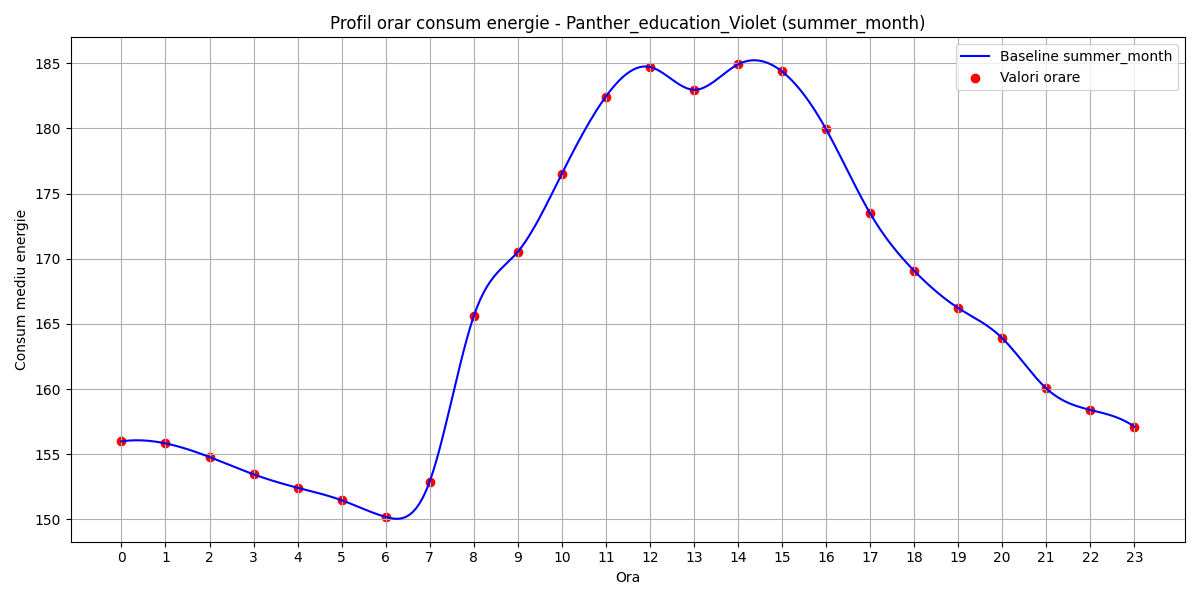 Profil orar consum energie - Panther_education_Violet (summer_month)
Baseline summer_month
Valori orare
Consum mediu energie
185
180
175
170
165
160
155
150
0 1 2 3 4 5 6 7 8 9 10 11 12 13 14 15 16 17 18 19 20 21 22 23
Ora